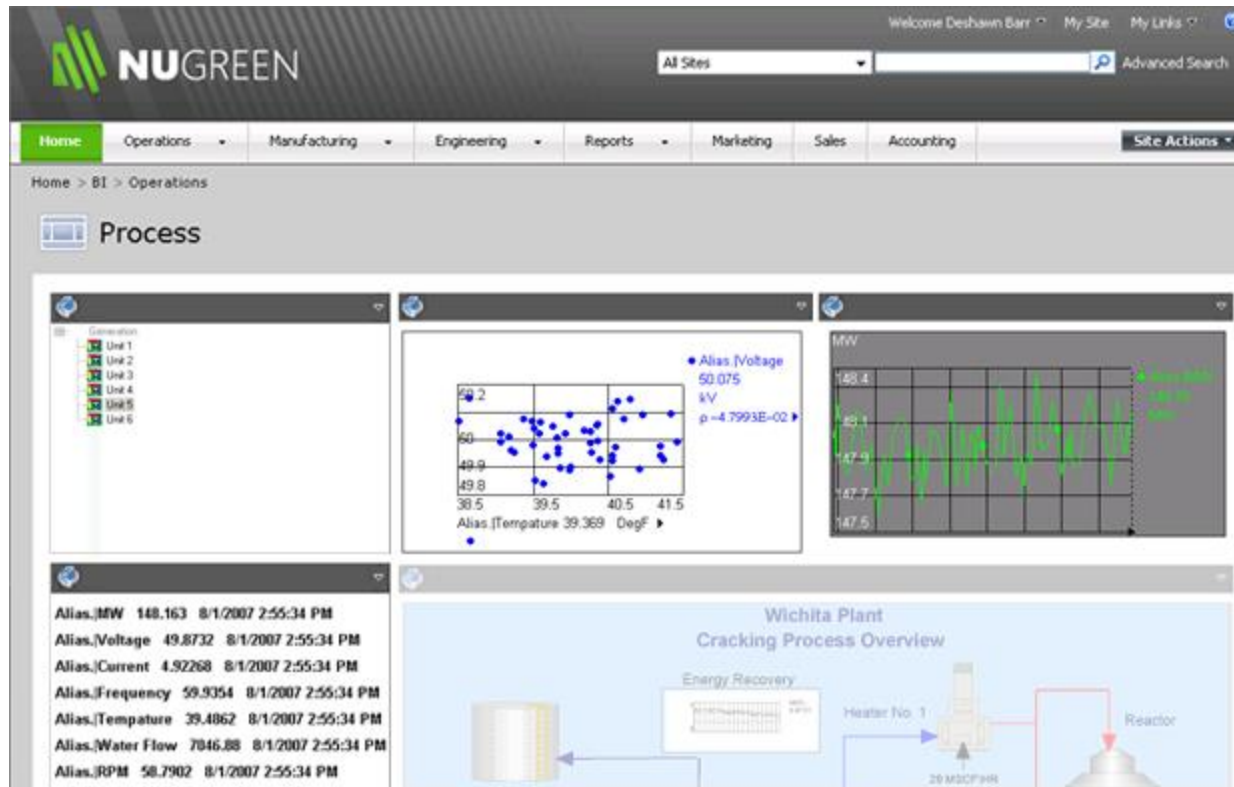 Welcome Deshawn Barr My Site My Links
NUGREEN
All Sites
Advanced Search
Home Operations Manufacturing Engineering Reports Marketing Sales Accounting Site Actions
Home > BI > Operations
Process
Generation
Unit 1
Unit 2
Unit 3
Unit 4
Unit 5
Unit 6
Alias.|Voltage
50.075
kV
50.2
50
49.9
49.8
38.5 39.5 40.5 41.5
Alias.|Tempature 39.369 DegF
MW
148.4
148.1
147.9
147.7
147.5
Alias.|MW 148.163 8/1/2007 2:55:34 PM
Alias.|Voltage 49.8732 8/1/2007 2:55:34 PM
Alias.|Current 4.92268 8/1/2007 2:55:34 PM
Alias.|Frequency 59.9354 8/1/2007 2:55:34 PM
Alias.|Tempature 39.4862 8/1/2007 2:55:34 PM
Alias.|Water Flow 7046.88 8/1/2007 2:55:34 PM
Alias.|RPM 58.7902 8/1/2007 2:55:34 PM
Wichita Plant
Cracking Process Overview
Energy Recovery
Heater No. 1
Reactor